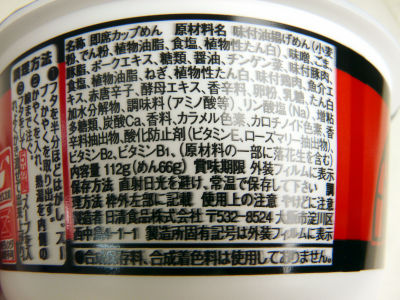 名称 即席カップめん 原材料名 味付油揚げめん(小麦
粉、でん粉、植物油脂、食塩、植物性たん白)、味噌、ごま、
豚脂、ポークエキス、糖類、醤油、チンゲン菜、味付豚肉、
食塩、植物油脂、ねぎ、植物性たん白、味付鶏肉、魚介エ
キス、赤唐辛子、酵母エキス、香辛料、卵粉、乳糖、たん白
加水分解物、調味料(アミノ酸等)、リン酸塩(Na)、増粘
多糖類、炭酸Ca、香料、カラメル色素、カロチノイド色素、香
辛料抽出物、酸化防止剤(ビタミンE、ローズマリー抽出物)、
ビタミンB2、ビタミンB1、(原材料の一部に落花生を含む)
内容量 112g(めん66g) 賞味期限 外装フィルムに表示
保存方法 直射日光を避け、常温で保存して下さい
調理方法 枠外左部に記載 使用上の注意 やけどに注意
製造者 日清食品株式会社 〒532-8524 大阪市淀川区
西中島4-1-1 製造所固有記号は外装フィルムに表示
●合成保存料、合成着色料は使用しておりません。
調理方法